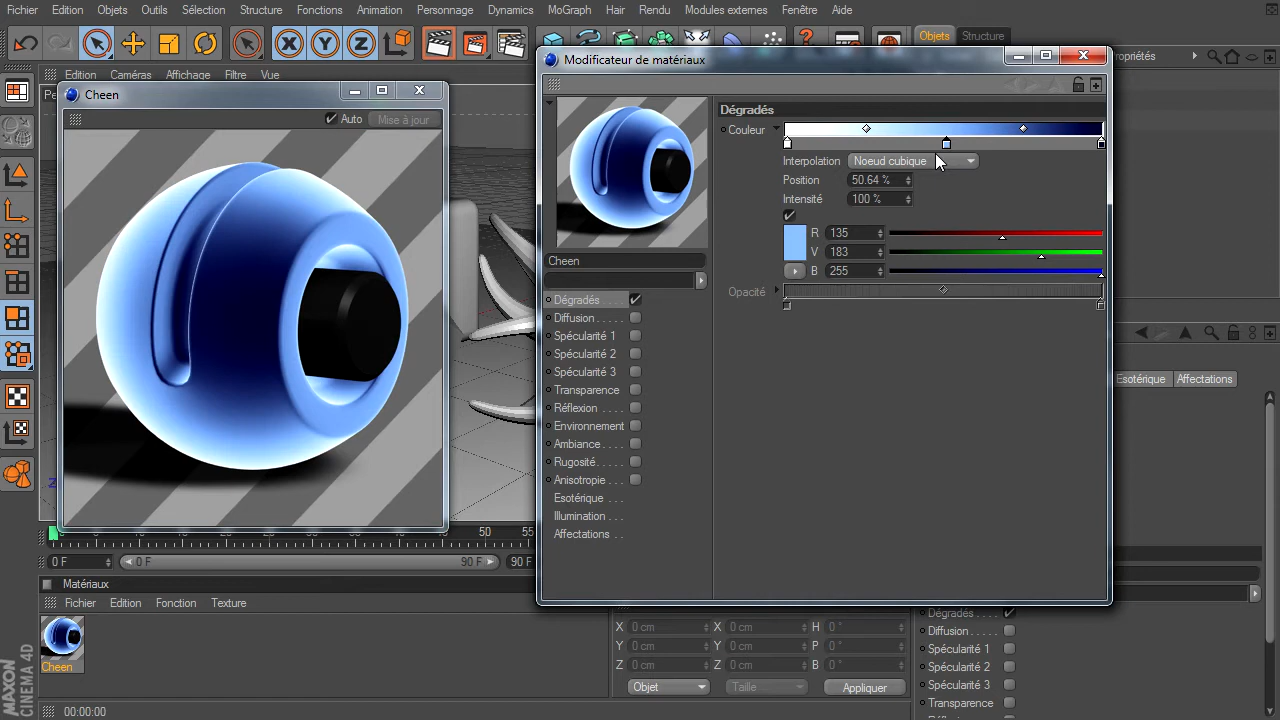 Fichier Edition Objets Outils Sélection Structure Fonctions Animation Personnage MoGraph Hair Rendu Modules externes Fenêtre Aide
X Y Z
Objets Structure
Edition Caméras Affichage Filtre Vue
Cheen
Auto Mise à jour
Modificateur de matériaux
Dégradés
Couleur
Interpolation Noeud cubique
Position 50.64 %
Intensité 100 %
R 135
V 183
B 255
Opacité
Cheen
Dégradés . . . .
Diffusion . . . . .
Spécularité 1
Spécularité 2
Spécularité 3
Transparence
Réflexion . . . .
Environnement
Ambiance . . . .
Rugosité . . . . .
Anisotropie . . .
Esotérique . . .
Illumination . . .
Affectations . .
Esotérique Affectations
50 55
0 F 0 F 90 F 90 F
Matériaux
Fichier Edition Fonction Texture
Cheen
X 0 cm X 0 cm H 0 °
Y 0 cm Y 0 cm P 0 °
Z 0 cm Z 0 cm B 0 °
Objet Taille Appliquer
Dégradés . . . . .
Diffusion . . . . .
Spécularité 1
Spécularité 2
Spécularité 3
Transparence
MAXON
CINEMA 4D
00:00:00